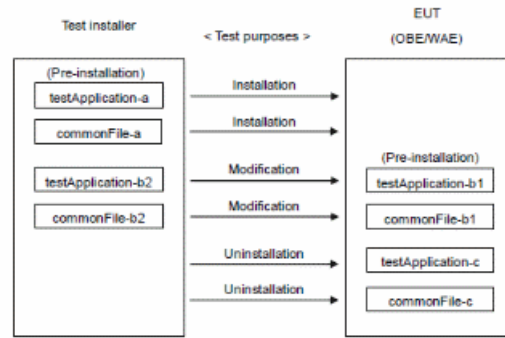 Test installer
< Test purposes >
EUT
(OBE/WAE)
(Pre-installation)
testApplication-a
commonFile-a
testApplication-b2
commonFile-b2
Installation
Installation
Modification
Modification
Uninstallation
Uninstallation
(Pre-installation)
testApplication-b1
commonFile-b1
testApplication-c
commonFile-c